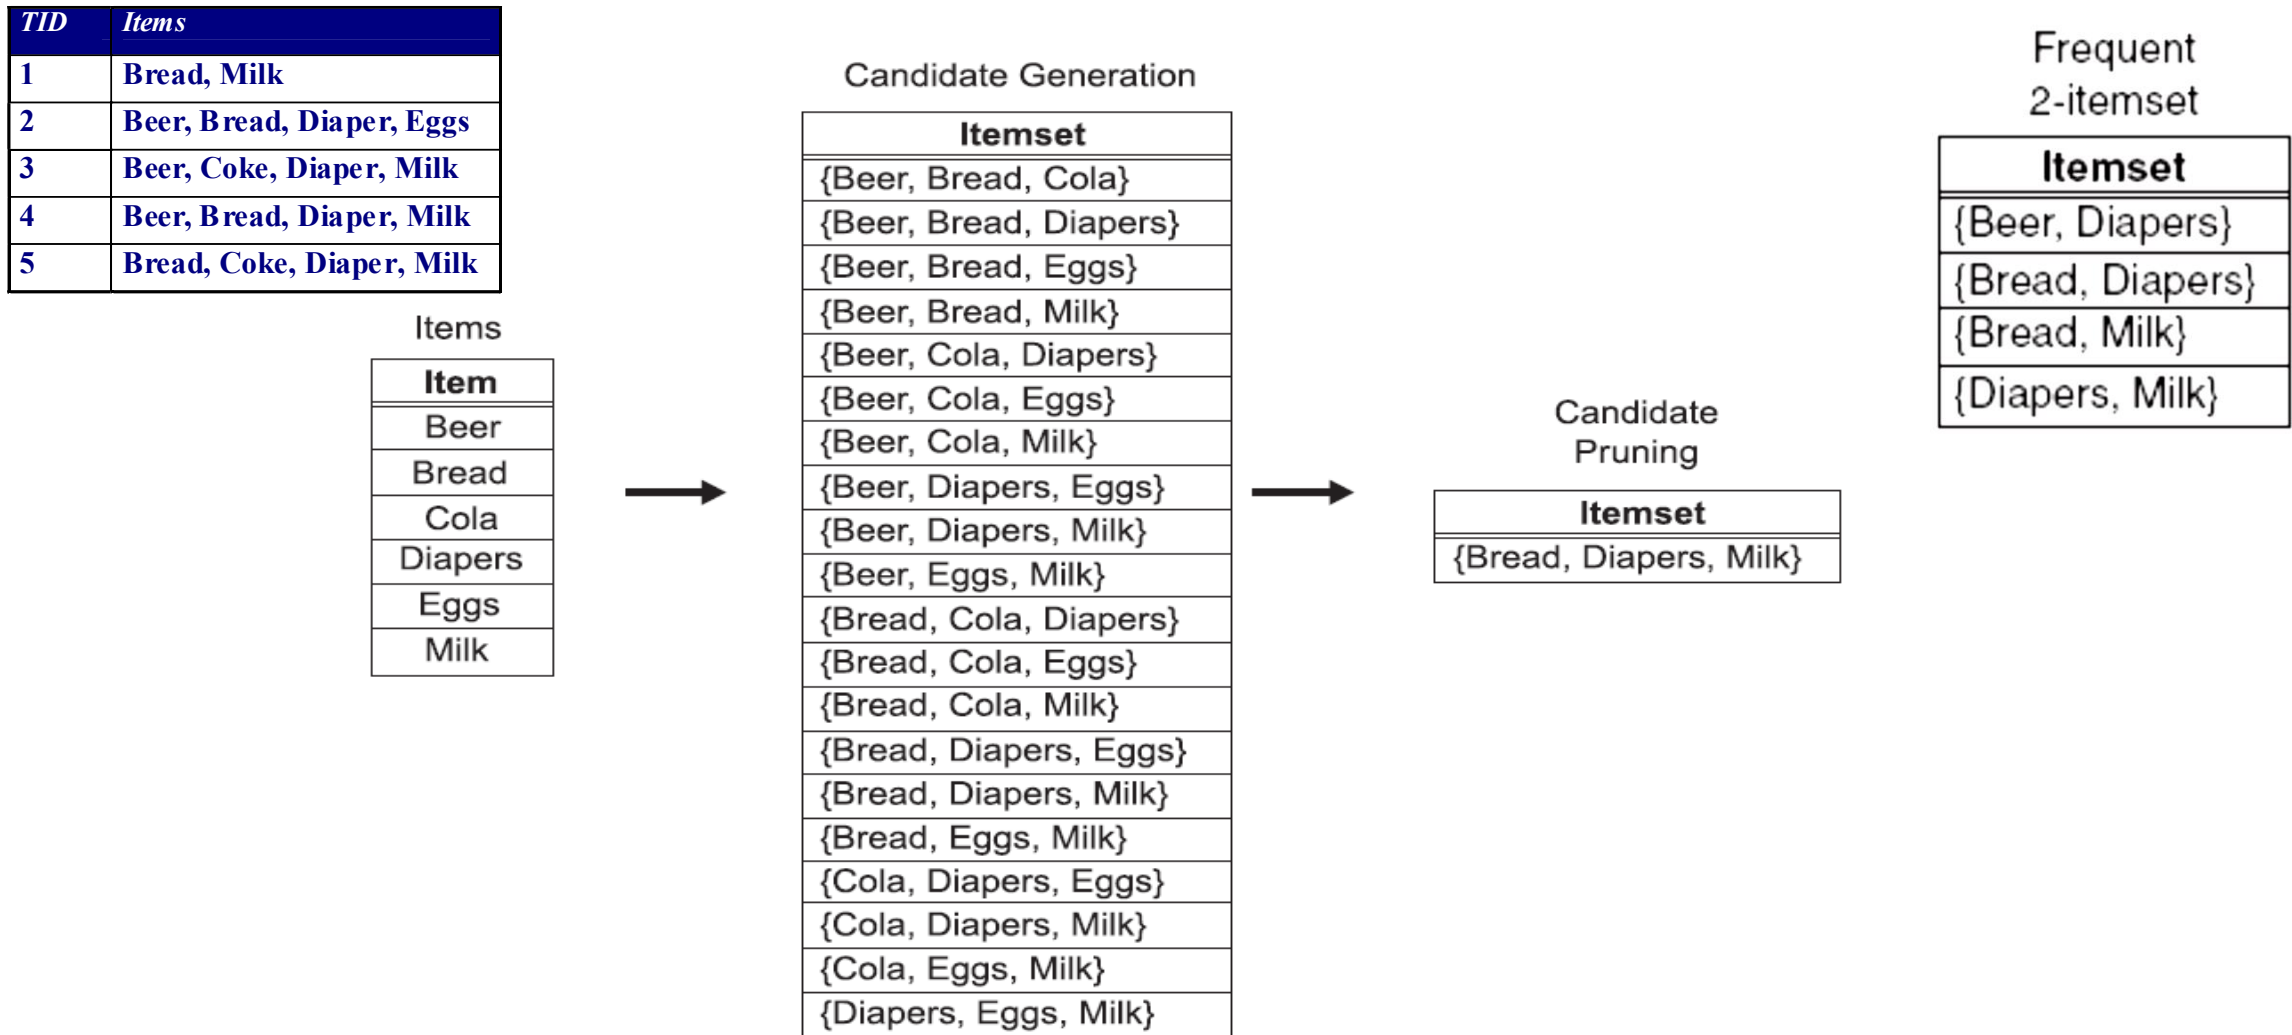 TID Items
1 Bread, Milk
2 Beer, Bread, Diaper, Eggs
3 Beer, Coke, Diaper, Milk
4 Beer, Bread, Diaper, Milk
5 Bread, Coke, Diaper, Milk
Items
Item
Beer
Bread
Cola
Diapers
Eggs
Milk
Candidate Generation
Itemset
{Beer, Bread, Cola}
{Beer, Bread, Diapers}
{Beer, Bread, Eggs}
{Beer, Bread, Milk}
{Beer, Cola, Diapers}
{Beer, Cola, Eggs}
{Beer, Cola, Milk}
{Beer, Diapers, Eggs}
{Beer, Diapers, Milk}
{Beer, Eggs, Milk}
{Bread, Cola, Diapers}
{Bread, Cola, Eggs}
{Bread, Cola, Milk}
{Bread, Diapers, Eggs}
{Bread, Diapers, Milk}
{Bread, Eggs, Milk}
{Cola, Diapers, Eggs}
{Cola, Diapers, Milk}
{Cola, Eggs, Milk}
{Diapers, Eggs, Milk}
Candidate
Pruning
Itemset
{Bread, Diapers, Milk}
Frequent
2-itemset
Itemset
{Beer, Diapers}
{Bread, Diapers}
{Bread, Milk}
{Diapers, Milk}